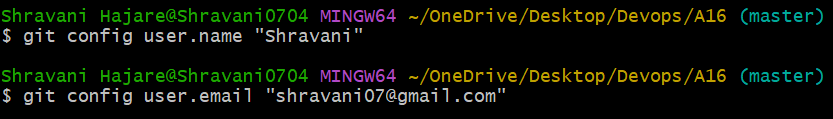 Shravani Hajare@Shravani0704 MINGW64 ~/OneDrive/Desktop/Devops/A16 (master)
$ git config user.name "Shravani"
Shravani Hajare@Shravani0704 MINGW64 ~/OneDrive/Desktop/Devops/A16 (master)
$ git config user.email "shravani07@gmail.com"